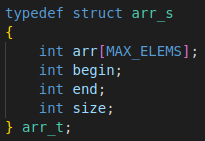 typedef struct arr_s
{
    int arr[MAX_ELEMS];
    int begin;
    int end;
    int size;
} arr_t;